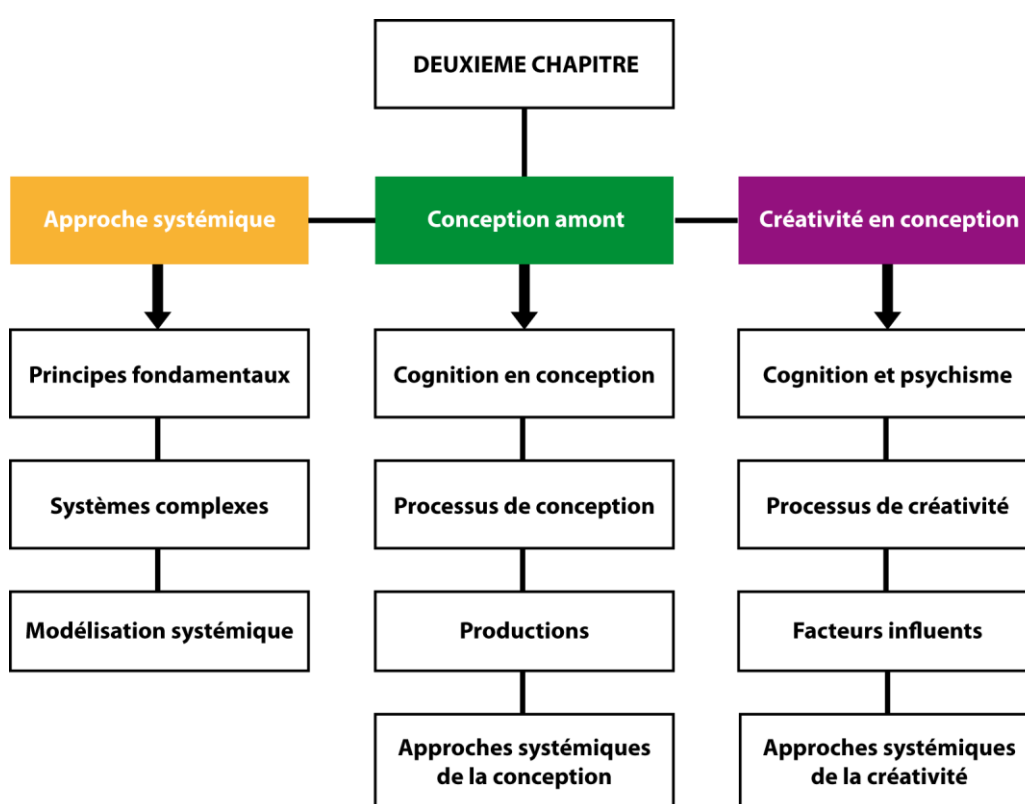 DEUXIEME CHAPITRE
Approche systémique
Conception amont
Créativité en conception
Principes fondamentaux
Cognition en conception
Cognition et psychisme
Systèmes complexes
Processus de conception
Processus de créativité
Modélisation systémique
Productions
Facteurs influents
Approches systémiques
de la conception
Approches systémiques
de la créativité